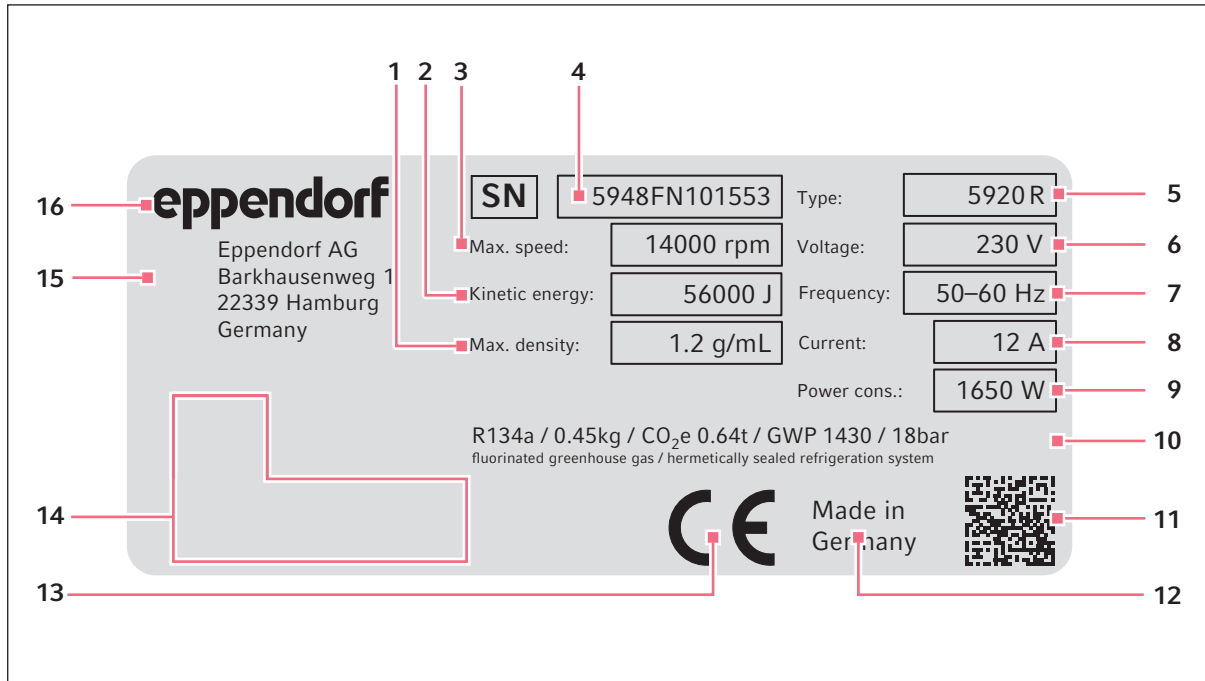 1 2 3 4
16 eppendorf SN 5948FN101553 Type: 5920 R 5
Eppendorf AG Max. speed: 14000 rpm Voltage: 230 V 6
15 Barkhausenweg 1
22339 Hamburg Kinetic energy: 56000 J Frequency: 50–60 Hz 7
Germany
Max. density: 1.2 g/mL Current: 12 A 8
Power cons.: 1650 W 9
R134a / 0.45kg / CO₂e 0.64t / GWP 1430 / 18bar 10
fluorinated greenhouse gas / hermetically sealed refrigeration system
14 CE Made in 11
Germany
13 12